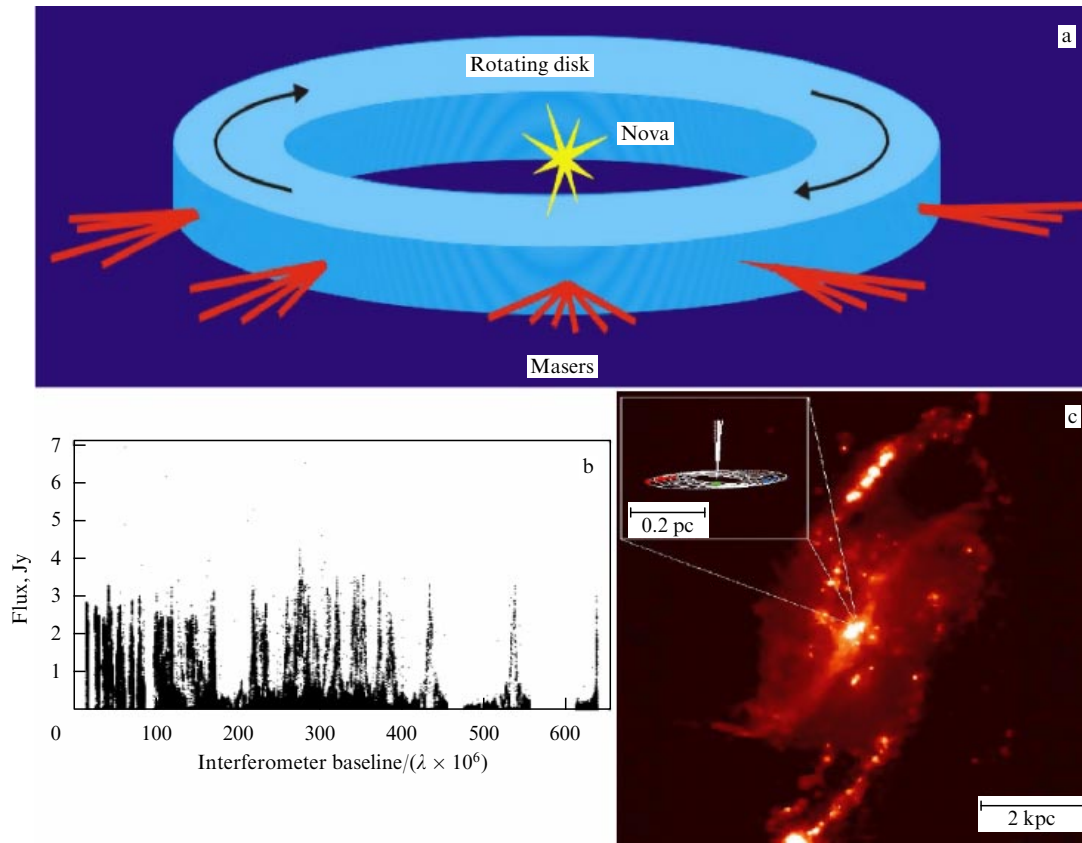 a
Rotating disk
Nova
Masers
b
7
6
5
4
3
2
1
Flux, Jy
0 100 200 300 400 500 600
Interferometer baseline/(λ × 10⁶)
c
0.2 pc
2 kpc